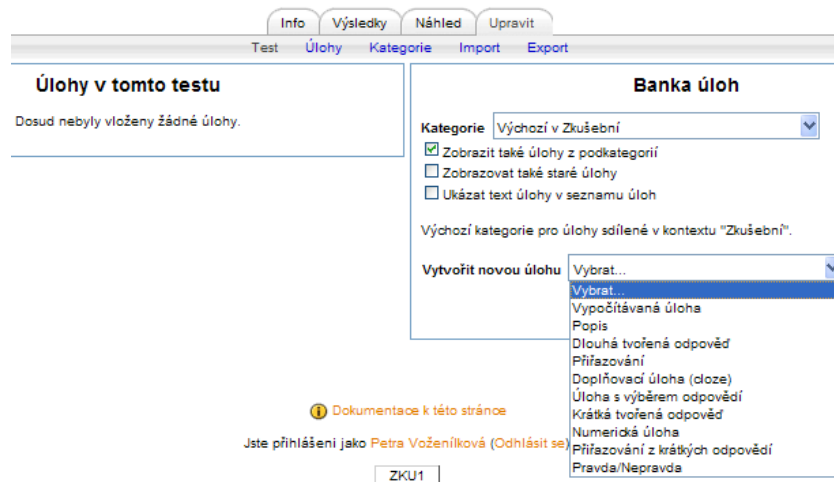 Info Výsledky Náhled Upravit
Test Úlohy Kategorie Import Export
Úlohy v tomto testu
Dosud nebyly vloženy žádné úlohy.
Banka úloh
Kategorie Výchozí v Zkušební
Zobrazit také úlohy z podkategorií
Zobrazovat také staré úlohy
Ukázat text úlohy v seznamu úloh
Výchozí kategorie pro úlohy sdílené v kontextu "Zkušební".
Vytvořit novou úlohu Vybrat...
Vybrat...
Vypočítávaná úloha
Popis
Dlouhá tvořená odpověď
Přiřazování
Doplňovací úloha (cloze)
Úloha s výběrem odpovědí
Krátká tvořená odpověď
Numerická úloha
Přiřazování z krátkých odpovědí
Pravda/Nepravda
Dokumentace k této stránce
Jste přihlášeni jako Petra Voženílková (Odhlásit se)
ZKU1